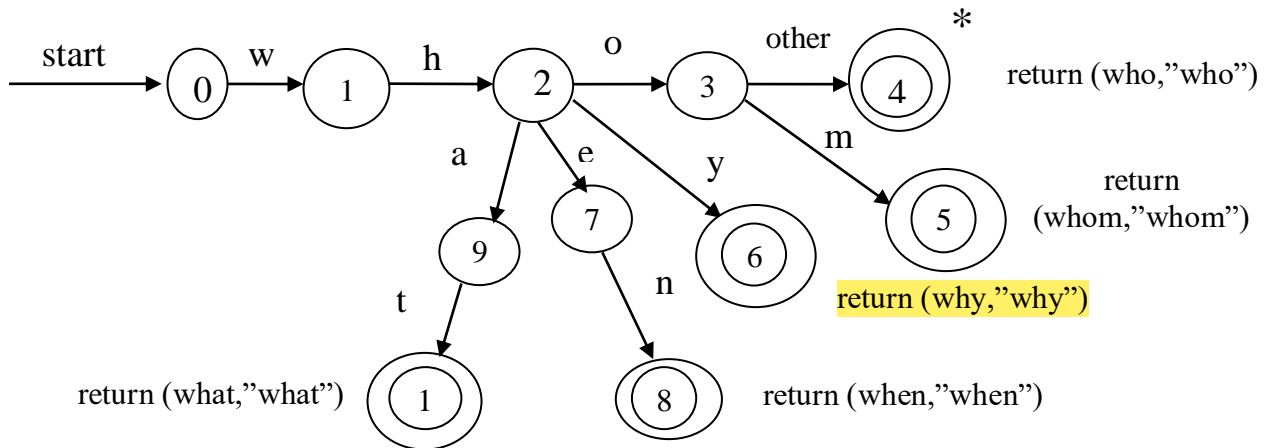 start
w
h
o
other
*
0
1
2
3
4
return (who,”who”)
a
e
y
m
return
(whom,”whom”)
9
7
6
5
t
n
return (why,”why”)
return (what,”what”)
1
8
return (when,”when”)